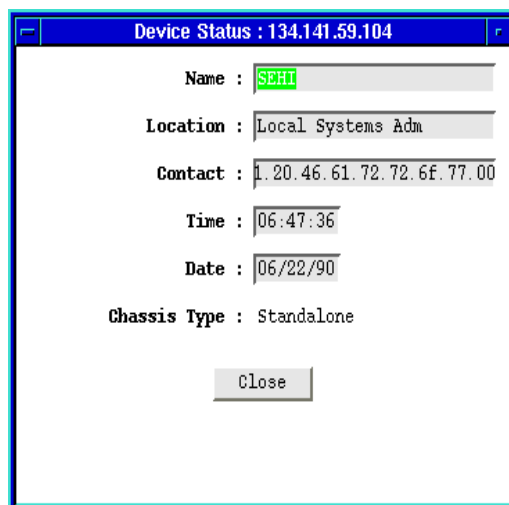 Device Status : 134.141.59.104
Name : SEHI
Location : Local Systems Adm
Contact : 1.20.46.61.72.72.6f.77.00
Time : 06:47:36
Date : 06/22/90
Chassis Type : Standalone
Close